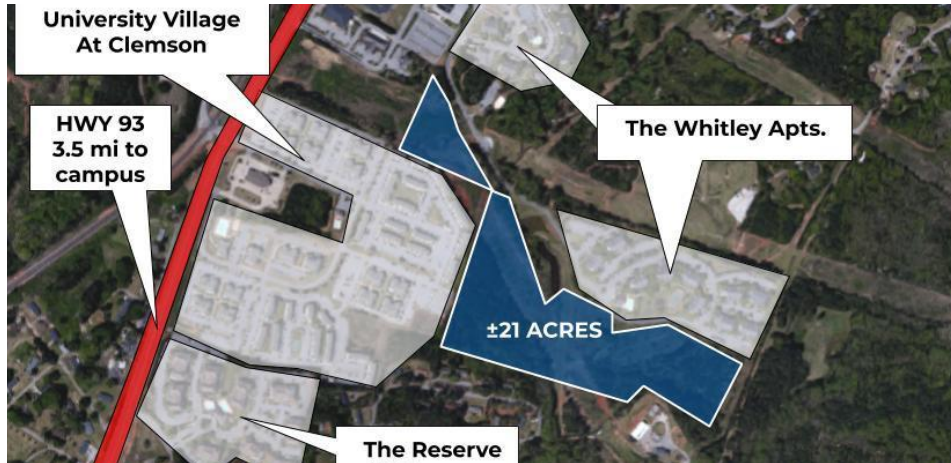 University Village
At Clemson
HWY 93
3.5 mi to
campus
The Whitley Apts.
±21 ACRES
The Reserve